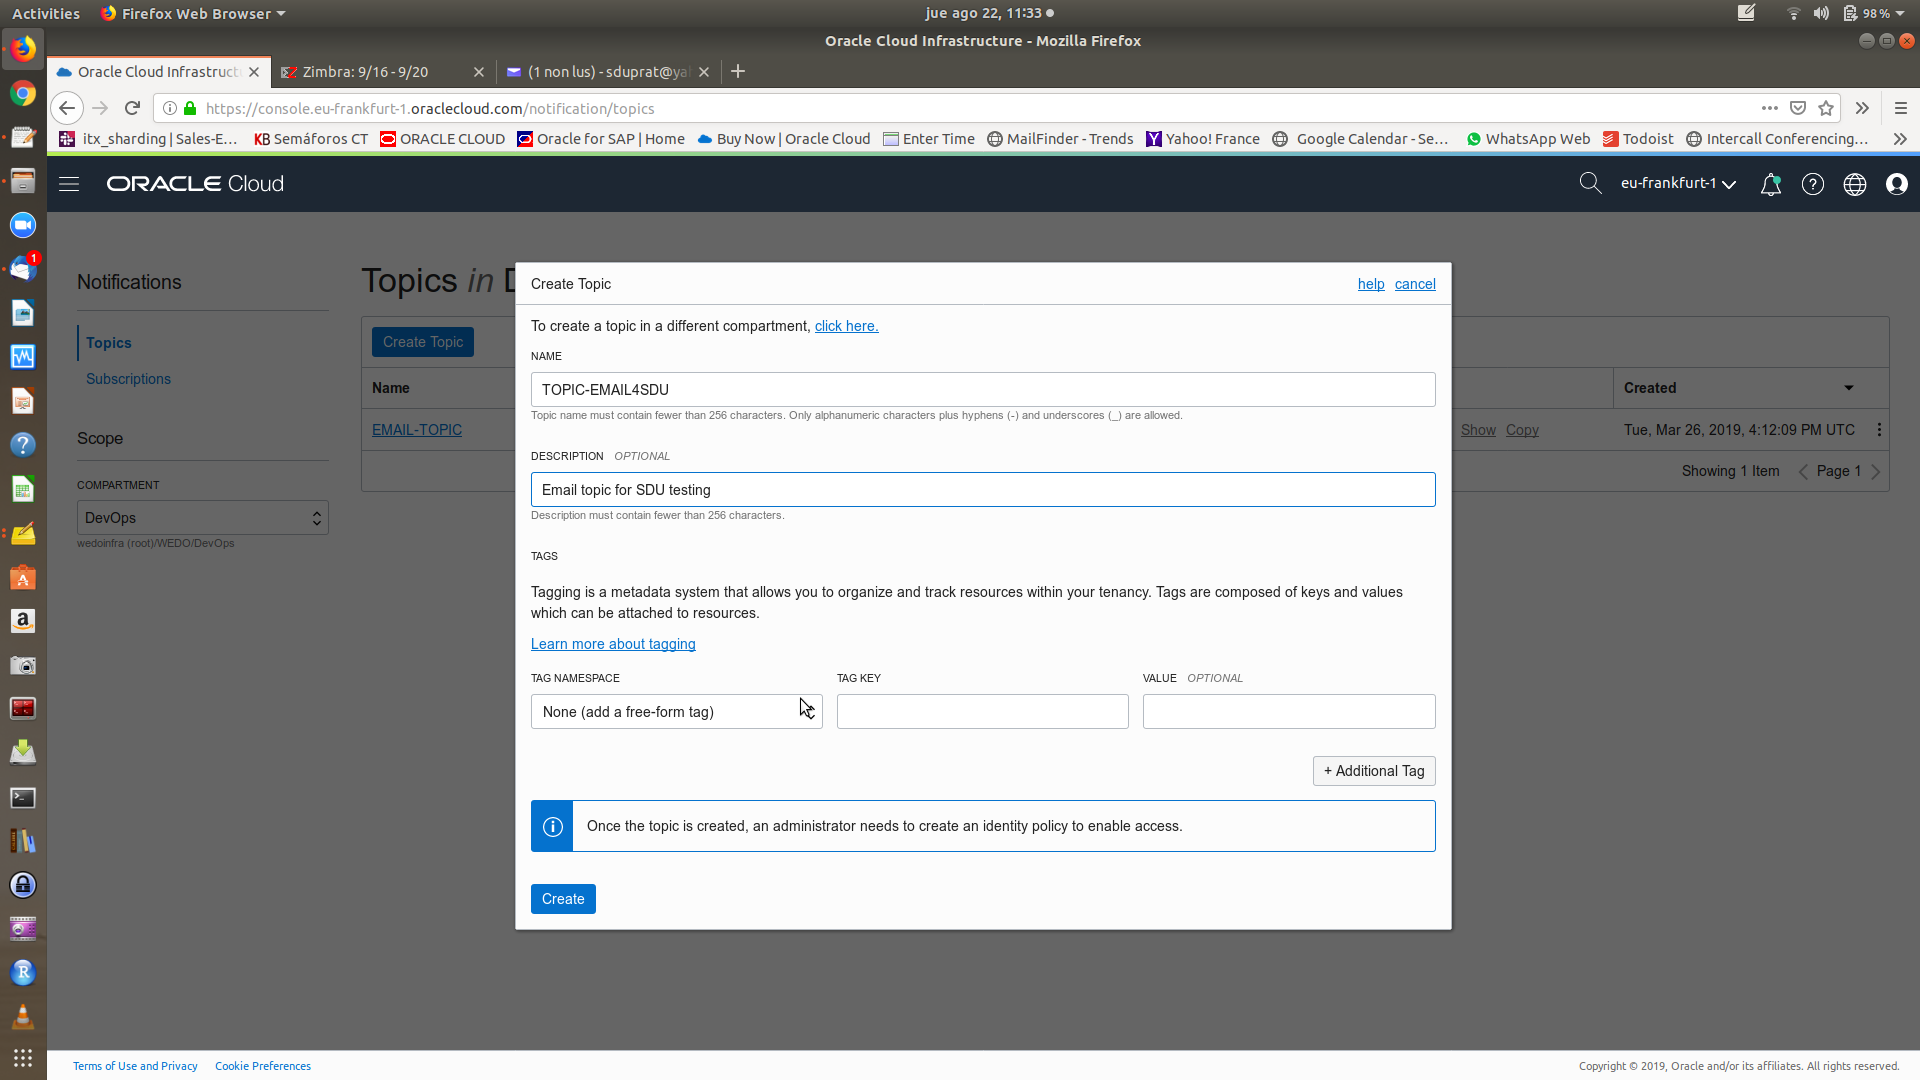 Activities
Firefox Web Browser
jue ago 22, 11:33
98%
Oracle Cloud Infrastructure - Mozilla Firefox
Oracle Cloud Infrastruct
Zimbra: 9/16 - 9/20
(1 non lus) - sduprat@ya
https://console.eu-frankfurt-1.oraclecloud.com/notification/topics
itx_sharding | Sales-E...
KB Semáforos CT
ORACLE CLOUD
Oracle for SAP | Home
Buy Now | Oracle Cloud
Enter Time
MailFinder - Trends
Yahoo! France
Google Calendar - Se...
WhatsApp Web
Todoist
Intercall Conferencing...
ORACLE Cloud
eu-frankfurt-1
Notifications
Topics
Subscriptions
Scope
COMPARTMENT
DevOps
wedoinfra (root)/WEDO/DevOps
Topics in D
Create Topic
Name
Created
EMAIL-TOPIC
Show Copy
Tue, Mar 26, 2019, 4:12:09 PM UTC
Showing 1 Item
Page 1
Create Topic
help cancel
To create a topic in a different compartment, click here.
NAME
TOPIC-EMAIL4SDU
Topic name must contain fewer than 256 characters. Only alphanumeric characters plus hyphens (-) and underscores (_) are allowed.
DESCRIPTION OPTIONAL
Email topic for SDU testing
Description must contain fewer than 256 characters.
TAGS
Tagging is a metadata system that allows you to organize and track resources within your tenancy. Tags are composed of keys and values
which can be attached to resources.
Learn more about tagging
TAG NAMESPACE
TAG KEY
VALUE OPTIONAL
None (add a free-form tag)
+ Additional Tag
Once the topic is created, an administrator needs to create an identity policy to enable access.
Create
1
Terms of Use and Privacy
Cookie Preferences
Copyright © 2019, Oracle and/or its affiliates. All rights reserved.